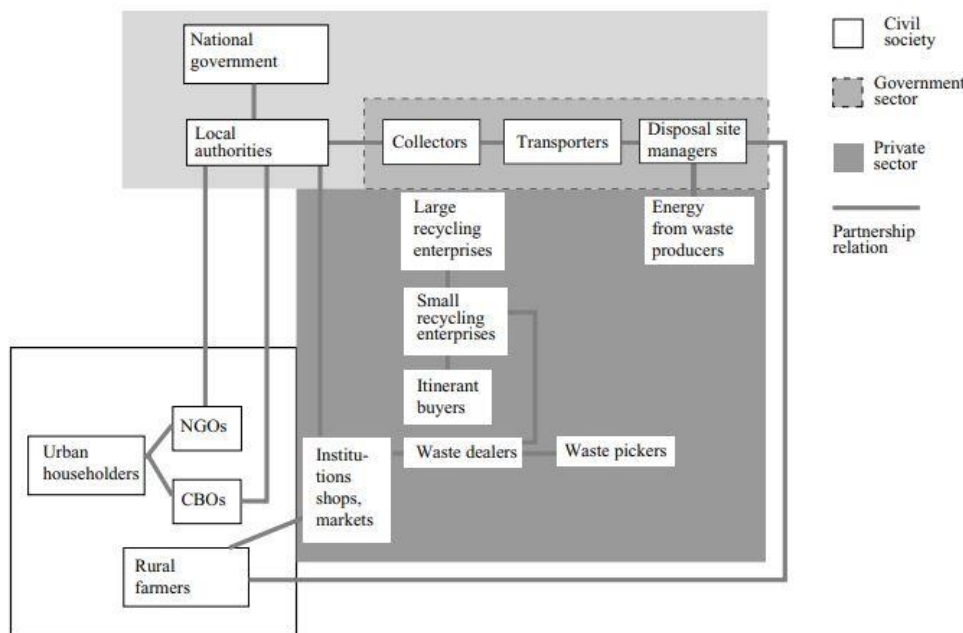 National
government
Local
authorities
Collectors
Transporters
Disposal site
managers
Large
recycling
enterprises
Energy
from waste
producers
Small
recycling
enterprises
Itinerant
buyers
NGOs
Urban
householders
CBOs
Institu-
tions
shops,
markets
Waste dealers
Waste pickers
Rural
farmers
Civil
society
Government
sector
Private
sector
Partnership
relation